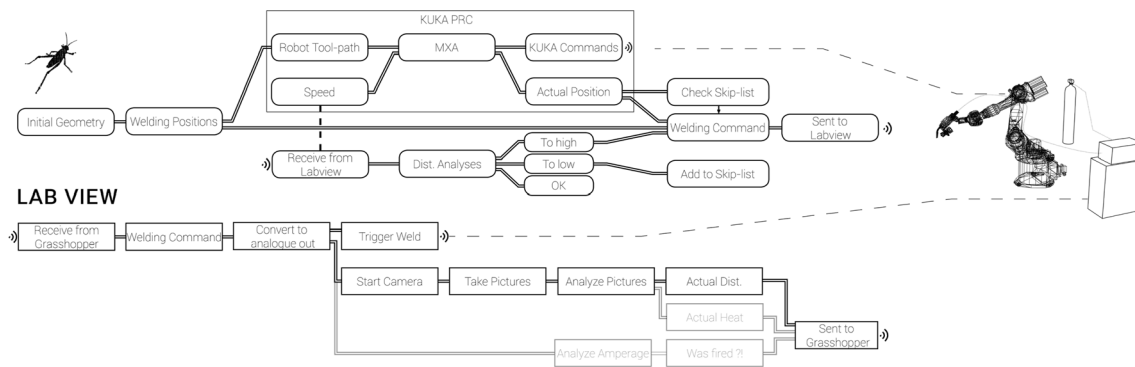 KUKA PRC
Robot Tool-path
MXA
KUKA Commands
Speed
Actual Position
Check Skip-list
Initial Geometry
Welding Positions
Welding Command
Sent to
Labview
Receive from
Labview
Dist. Analyses
To high
To low
OK
Add to Skip-list
LAB VIEW
Receive from
Grasshopper
Welding Command
Convert to
analogue out
Trigger Weld
Start Camera
Take Pictures
Analyze Pictures
Actual Dist.
Actual Heat
Sent to
Grasshopper
Analyze Amperage
Was fired ?!